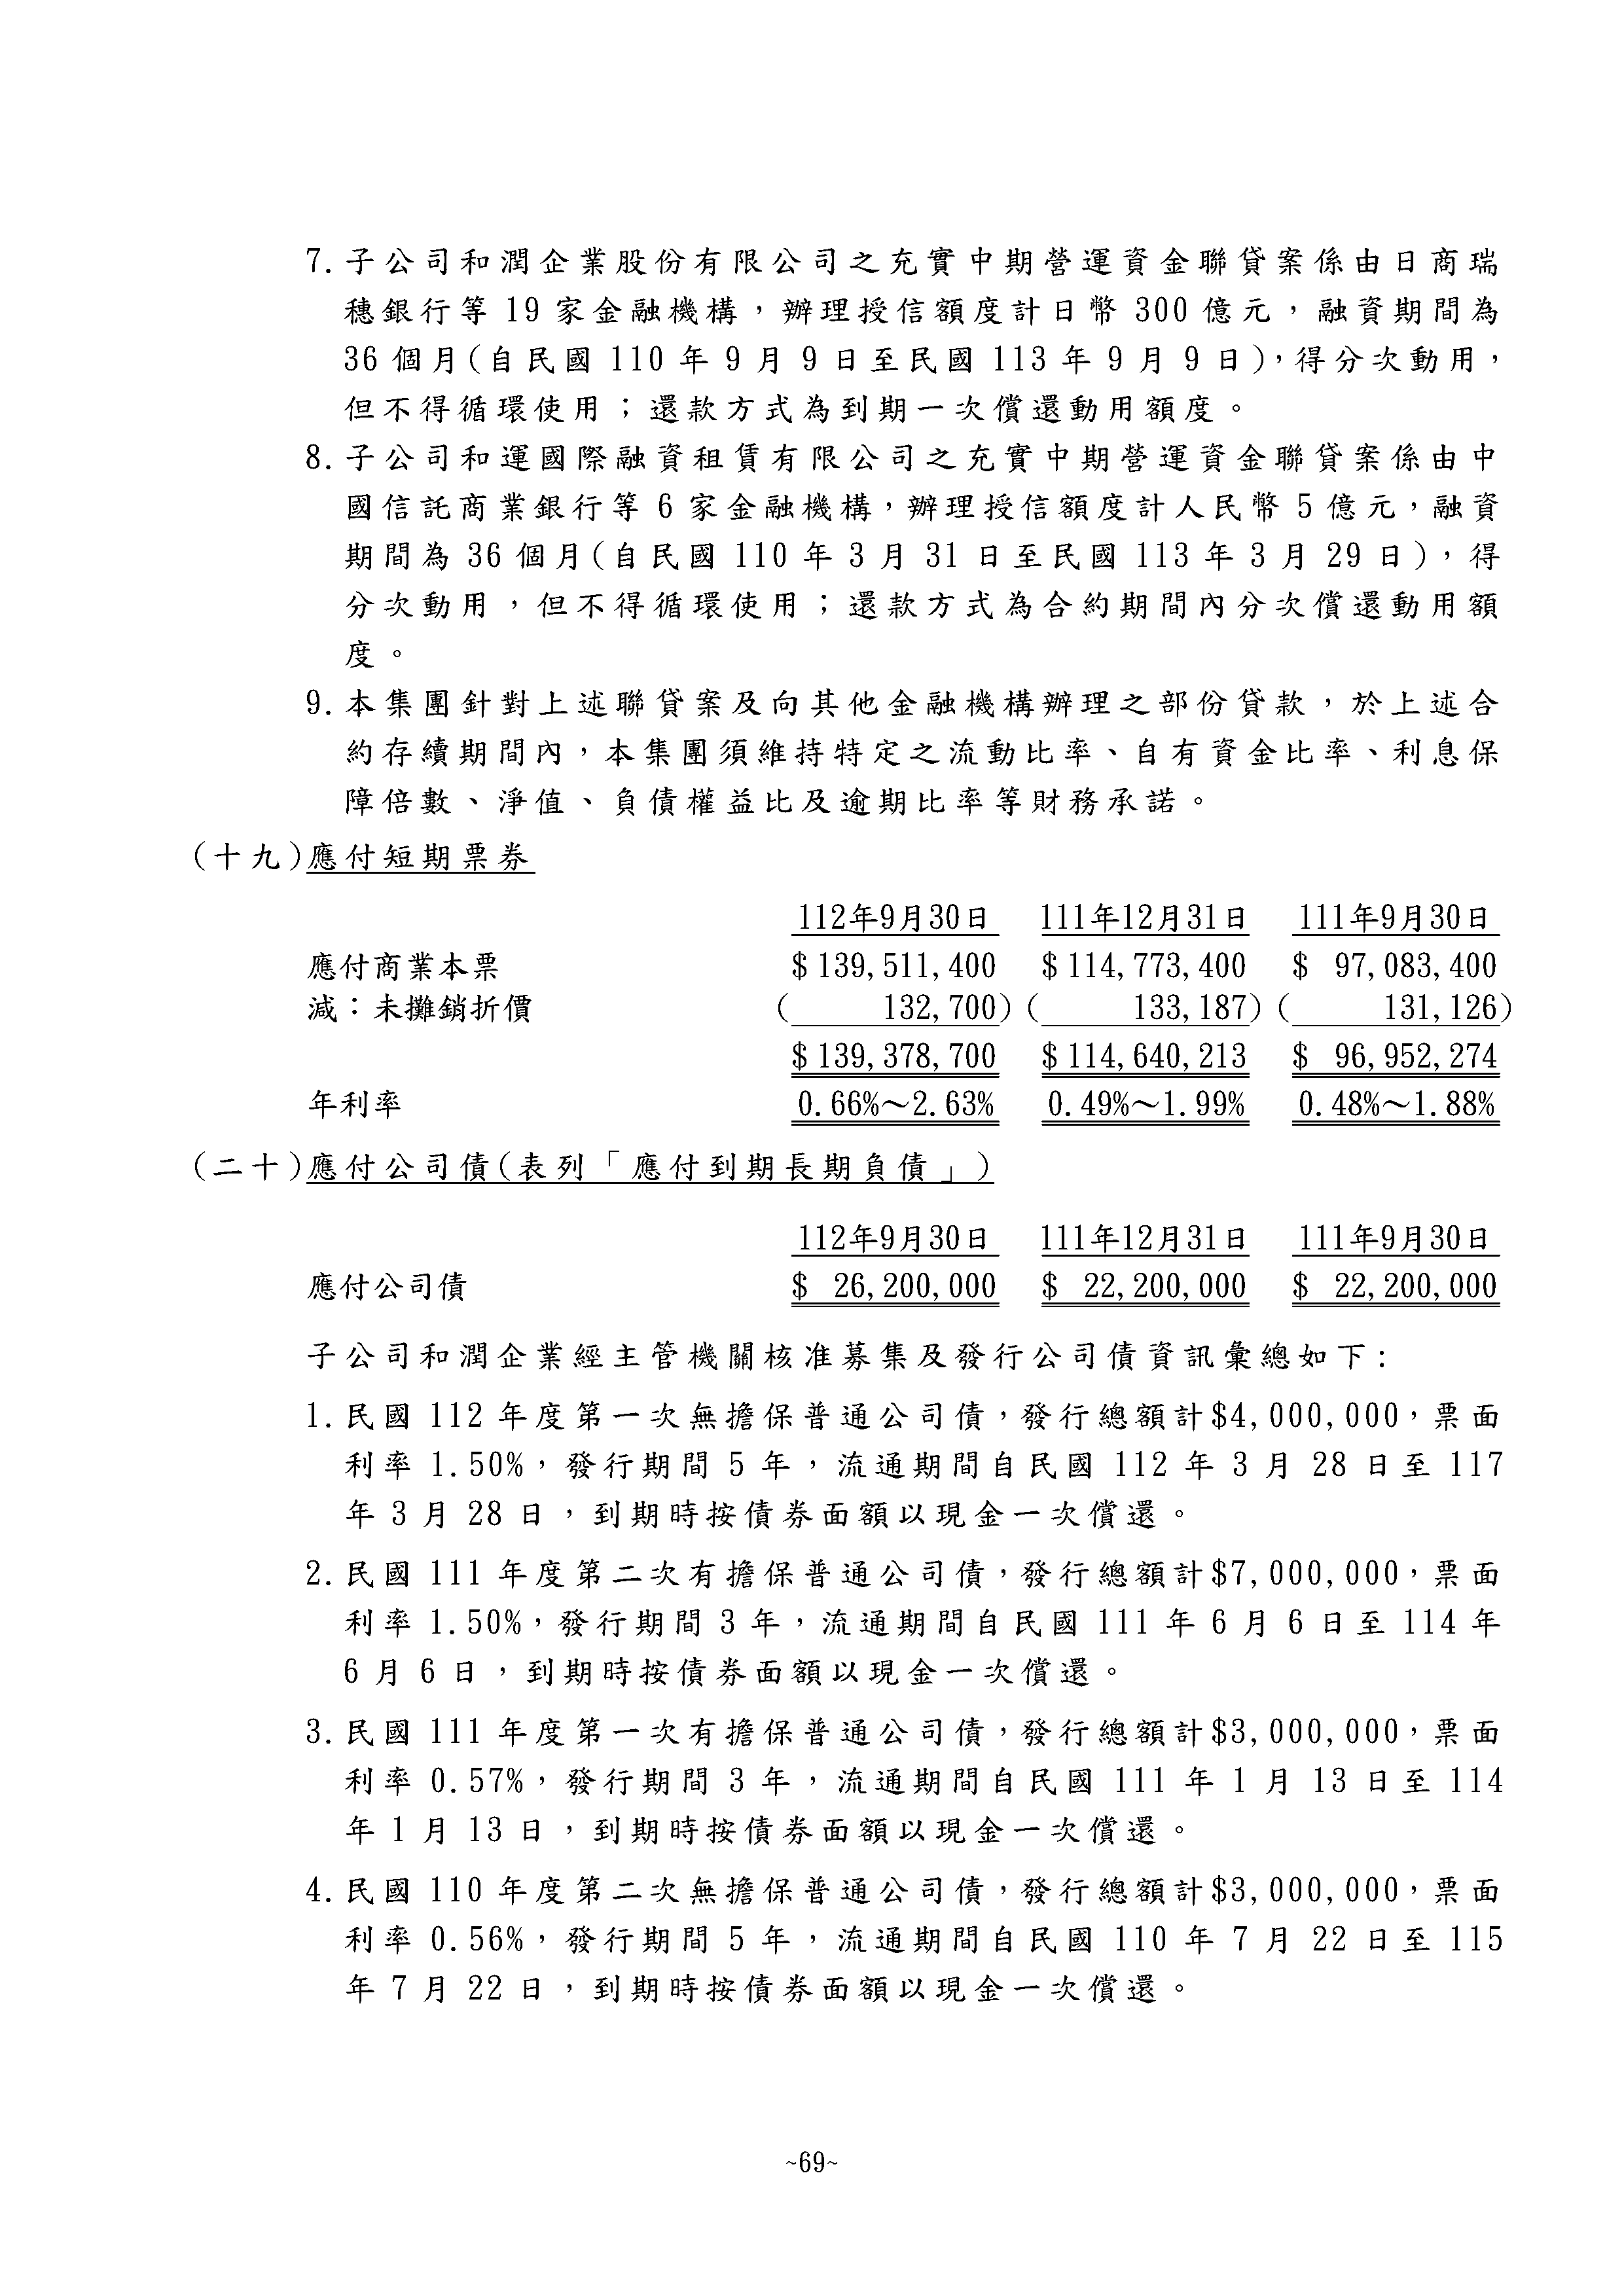 7.子公司和潤企業股份有限公司之充實中期營運資金聯貸案係由日商瑞
穗銀行等 19 家金融機構，辦理授信額度計日幣 300 億元，融資期間為
36 個月(自民國 110 年 9 月 9 日至民國 113 年 9 月 9 日)，得分次動用，
但不得循環使用；還款方式為到期一次償還動用額度。
8.子公司和運國際融資租賃有限公司之充實中期營運資金聯貸案係由中
國信託商業銀行等 6 家金融機構，辦理授信額度計人民幣 5 億元，融資
期間為 36 個月(自民國 110 年 3 月 31 日至民國 113 年 3 月 29 日)，得
分次動用，但不得循環使用；還款方式為合約期間內分次償還動用額
度。
9.本集團針對上述聯貸案及向其他金融機構辦理之部份貸款，於上述合
約存續期間內，本集團須維持特定之流動比率、自有資金比率、利息保
障倍數、淨值、負債權益比及逾期比率等財務承諾。
(十九)應付短期票券
112年9月30日 111年12月31日 111年9月30日
應付商業本票 $ 139,511,400 $ 114,773,400 $ 97,083,400
減：未攤銷折價 ( 132,700) ( 133,187) ( 131,126)
$ 139,378,700 $ 114,640,213 $ 96,952,274
年利率 0.66%～2.63% 0.49%～1.99% 0.48%～1.88%
(二十)應付公司債(表列「應付到期長期負債」)
112年9月30日 111年12月31日 111年9月30日
應付公司債 $ 26,200,000 $ 22,200,000 $ 22,200,000
子公司和潤企業經主管機關核准募集及發行公司債資訊彙總如下：
1.民國 112 年度第一次無擔保普通公司債，發行總額計$4,000,000，票面
利率 1.50%，發行期間 5 年，流通期間自民國 112 年 3 月 28 日至 117
年 3 月 28 日，到期時按債券面額以現金一次償還。
2.民國 111 年度第二次有擔保普通公司債，發行總額計$7,000,000，票面
利率 1.50%，發行期間 3 年，流通期間自民國 111 年 6 月 6 日至 114 年
6 月 6 日，到期時按債券面額以現金一次償還。
3.民國 111 年度第一次有擔保普通公司債，發行總額計$3,000,000，票面
利率 0.57%，發行期間 3 年，流通期間自民國 111 年 1 月 13 日至 114
年 1 月 13 日，到期時按債券面額以現金一次償還。
4.民國 110 年度第二次無擔保普通公司債，發行總額計$3,000,000，票面
利率 0.56%，發行期間 5 年，流通期間自民國 110 年 7 月 22 日至 115
年 7 月 22 日，到期時按債券面額以現金一次償還。
~69~